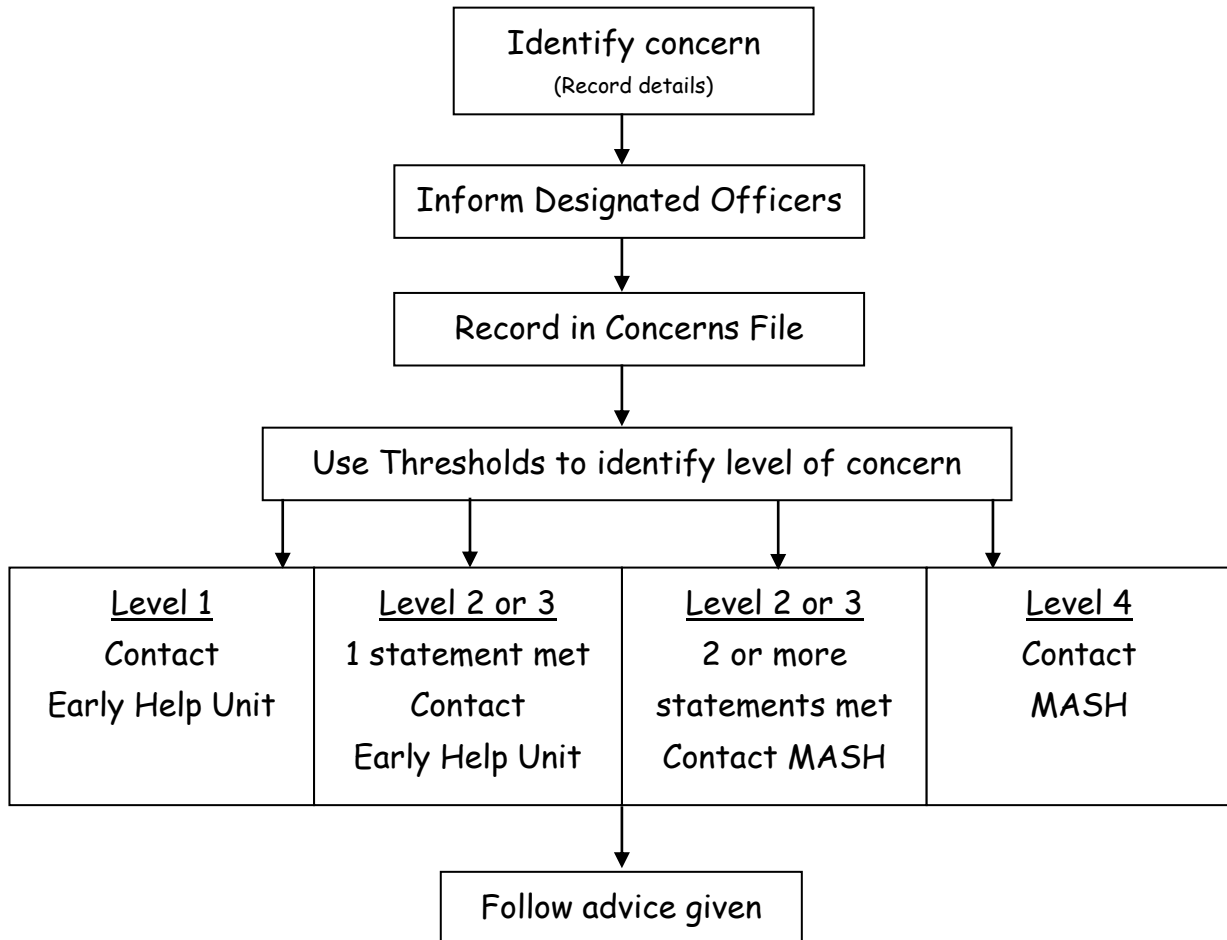 Identify concern
(Record details)
Inform Designated Officers
Record in Concerns File
Use Thresholds to identify level of concern
Level 1
Contact
Early Help Unit
Level 2 or 3
1 statement met
Contact
Early Help Unit
Level 2 or 3
2 or more
statements met
Contact MASH
Level 4
Contact
MASH
Follow advice given